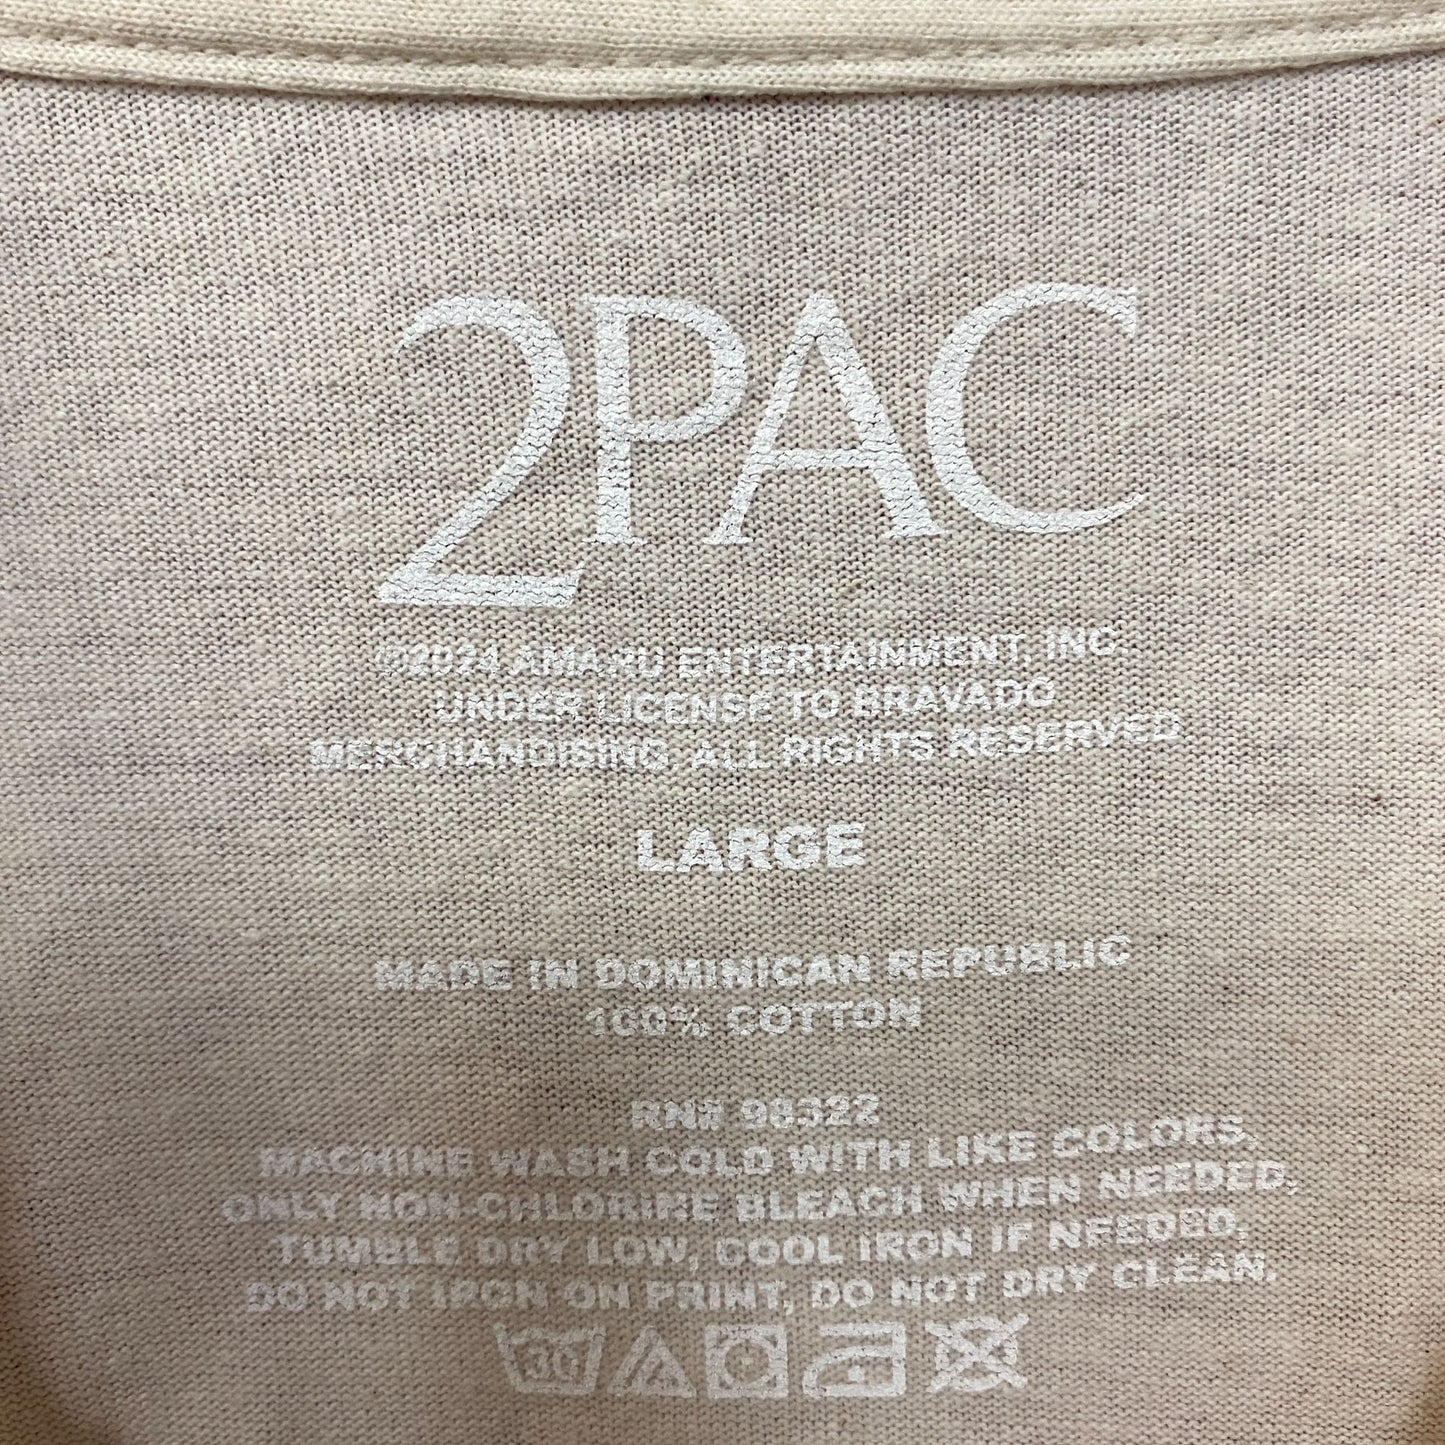 2PAC
©2024 AMARU ENTERTAINMENT, INC.
UNDER LICENSE TO BRAVADO
MERCHANDISING. ALL RIGHTS RESERVED
LARGE
MADE IN DOMINICAN REPUBLIC
100% COTTON
RN# 98322
MACHINE WASH COLD WITH LIKE COLORS,
ONLY NON-CHLORINE BLEACH WHEN NEEDED,
TUMBLE DRY LOW, COOL IRON IF NEEDED,
DO NOT IRON ON PRINT, DO NOT DRY CLEAN.
30